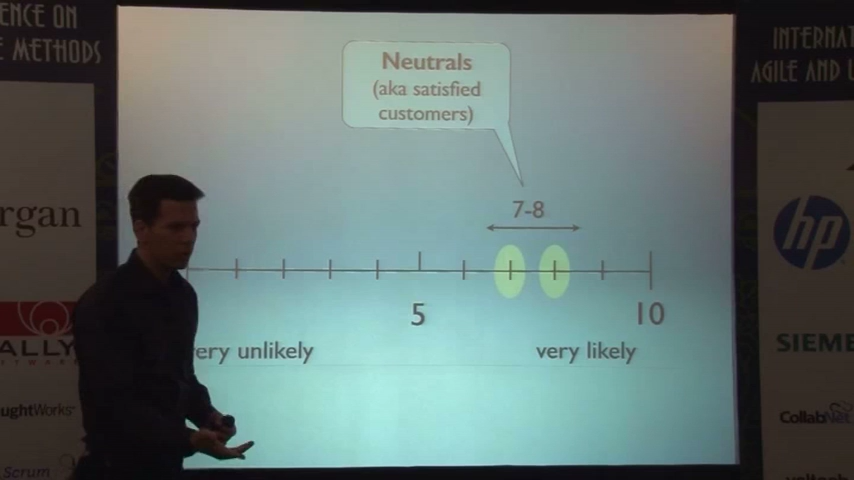 ENCE ON
E METHODS
INTERNA
AGILE AND U
Neutrals
(aka satisfied
customers)
7-8
5
10
ery unlikely
very likely
rgan
ALLY
ughtWorks
Scrum
hp
SIEME
CollabNet